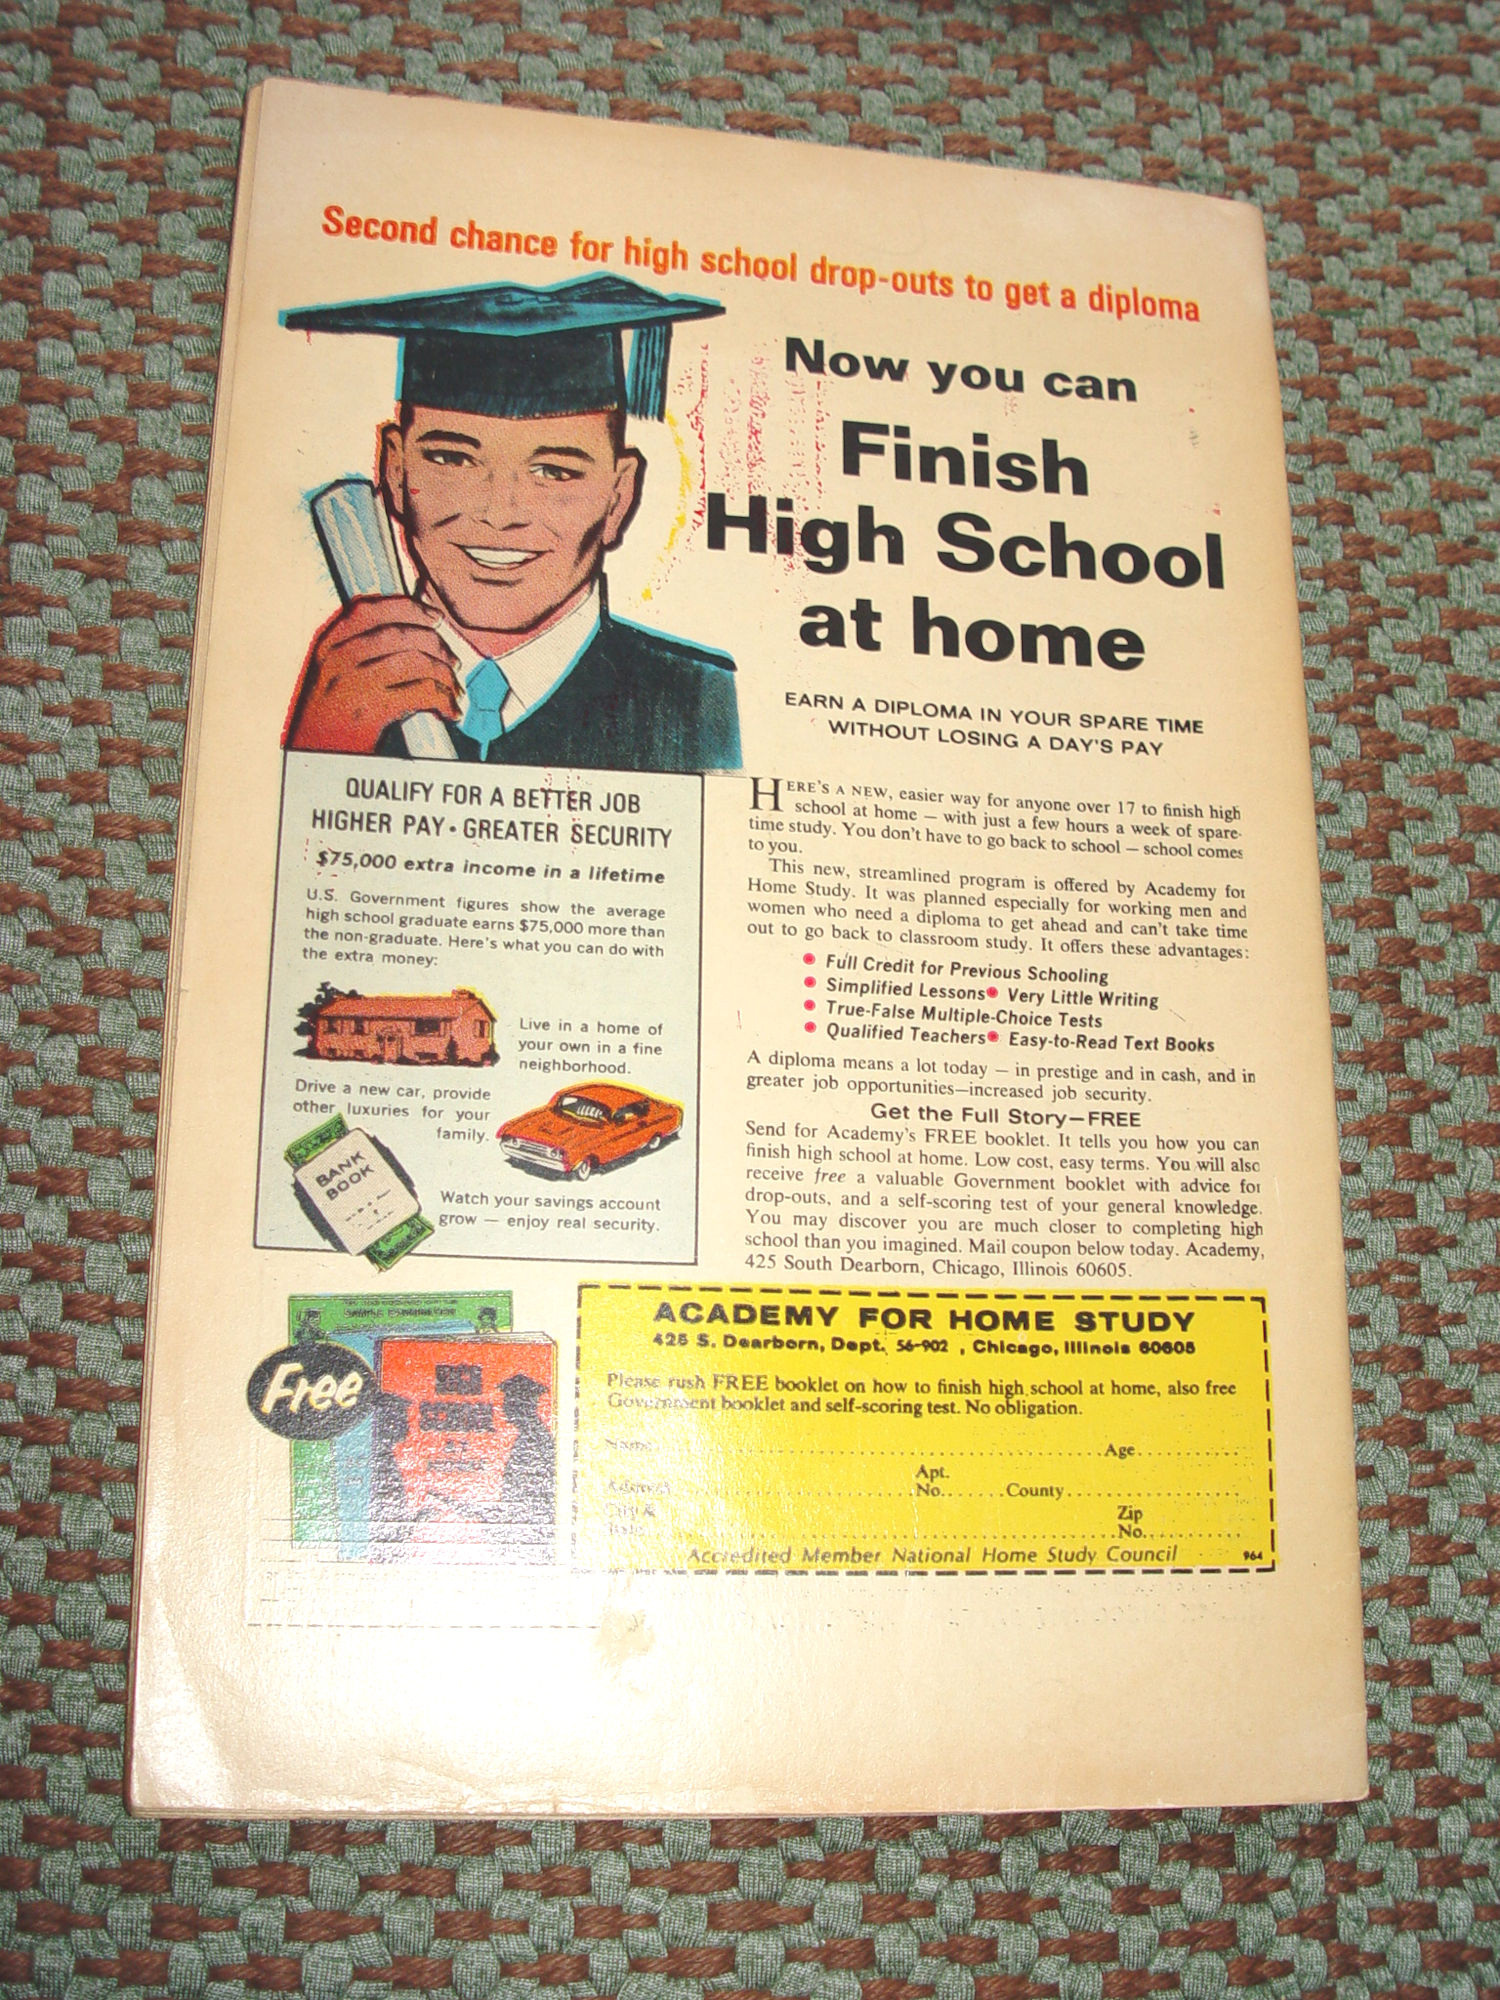 Second chance for high school drop-outs to get a diploma
Now you can
Finish
High School
at home
EARN A DIPLOMA IN YOUR SPARE TIME
WITHOUT LOSING A DAY'S PAY
QUALIFY FOR A BETTER JOB
HIGHER PAY • GREATER SECURITY
$75,000 extra income in a lifetime
U.S. Government figures show the average
high school graduate earns $75,000 more than
the non-graduate. Here's what you can do with
the extra money:
Live in a home of
your own in a fine
neighborhood.
Drive a new car, provide
other luxuries for your
family.
BANK
BOOK
Watch your savings account
grow — enjoy real security.
HERE'S A NEW, easier way for anyone over 17 to finish high
school at home — with just a few hours a week of spare-
time study. You don't have to go back to school — school comes
to you.
This new, streamlined program is offered by Academy for
Home Study. It was planned especially for working men and
women who need a diploma to get ahead and can't take time
out to go back to classroom study. It offers these advantages:
• Full Credit for Previous Schooling
• Simplified Lessons • Very Little Writing
• True-False Multiple-Choice Tests
• Qualified Teachers • Easy-to-Read Text Books
A diploma means a lot today — in prestige and in cash, and in
greater job opportunities—increased job security.
Get the Full Story—FREE
Send for Academy's FREE booklet. It tells you how you can
finish high school at home. Low cost, easy terms. You will also
receive free a valuable Government booklet with advice for
drop-outs, and a self-scoring test of your general knowledge.
You may discover you are much closer to completing high
school than you imagined. Mail coupon below today. Academy,
425 South Dearborn, Chicago, Illinois 60605.
Free
ACADEMY FOR HOME STUDY
425 S. Dearborn, Dept. 56-902 , Chicago, Illinois 60605
Please rush FREE booklet on how to finish high school at home, also free
Government booklet and self-scoring test. No obligation.
Name Age
Address Apt. No. County
City & State Zip No.
Accredited Member National Home Study Council 964